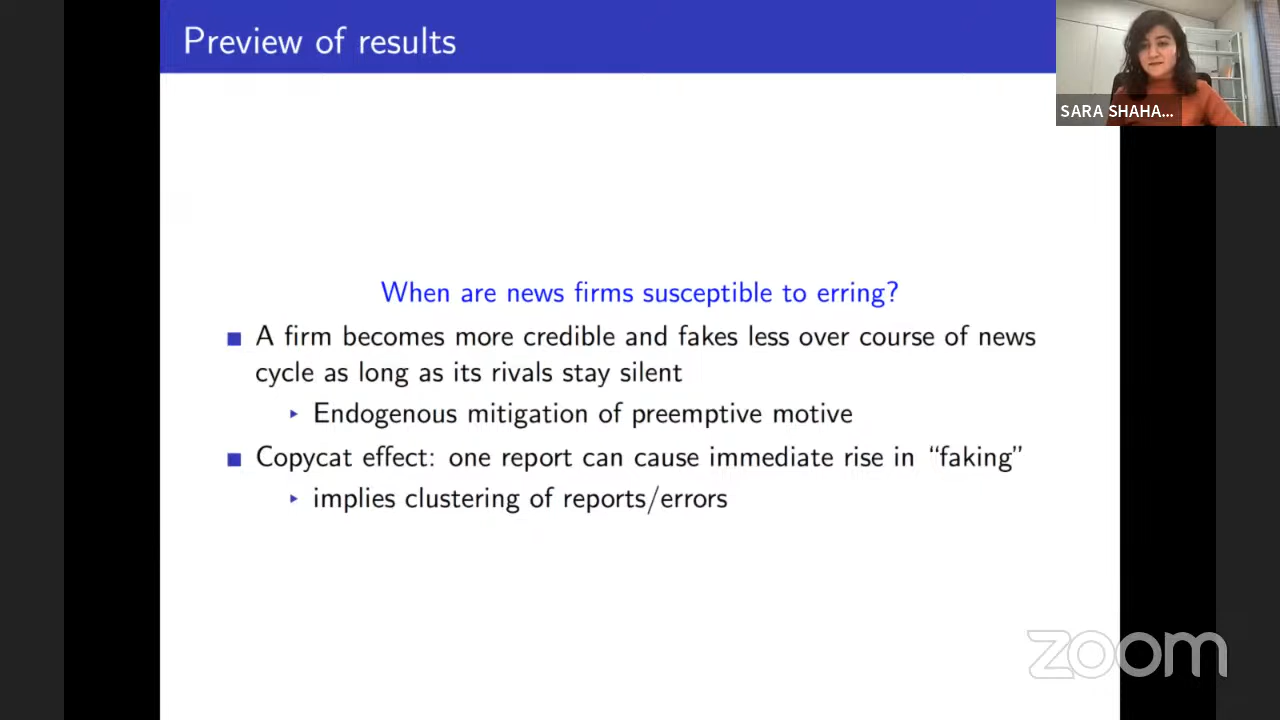 Preview of results
SARA SHAHA...
When are news firms susceptible to erring?
A firm becomes more credible and fakes less over course of news
cycle as long as its rivals stay silent
Endogenous mitigation of preemptive motive
Copycat effect: one report can cause immediate rise in “faking”
implies clustering of reports/errors
zoom